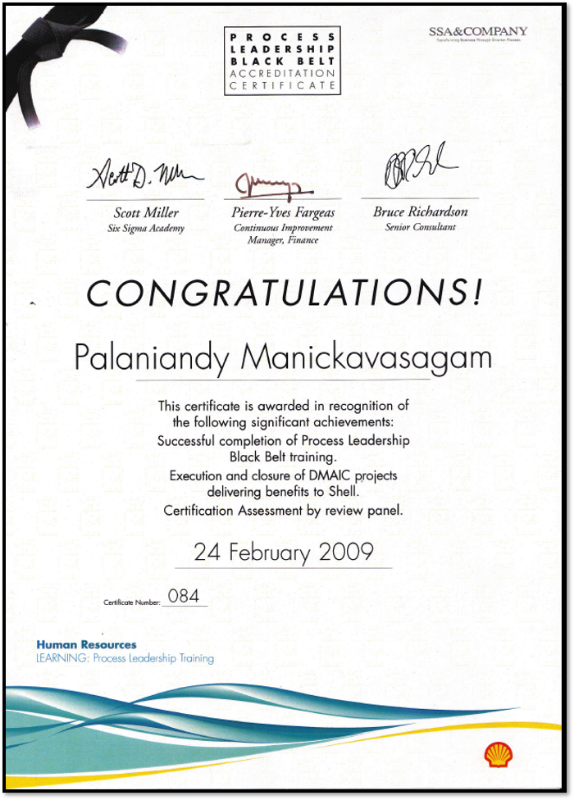 SSA&COMPANY
PROCESS
LEADERSHIP
BLACK BELT
ACCREDITATION
CERTIFICATE
Scott Miller
Six Sigma Academy
Pierre-Yves Fargeas
Continuous Improvement
Manager, Finance
Bruce Richardson
Senior Consultant
CONGRATULATIONS!
Palaniandy Manickavasagam
This certificate is awarded in recognition of
the following significant achievements:
Successful completion of Process Leadership
Black Belt training.
Execution and closure of DMAIC projects
delivering benefits to Shell.
Certification Assessment by review panel.
24 February 2009
Certificate Number: 084
Human Resources
LEARNING: Process Leadership Training